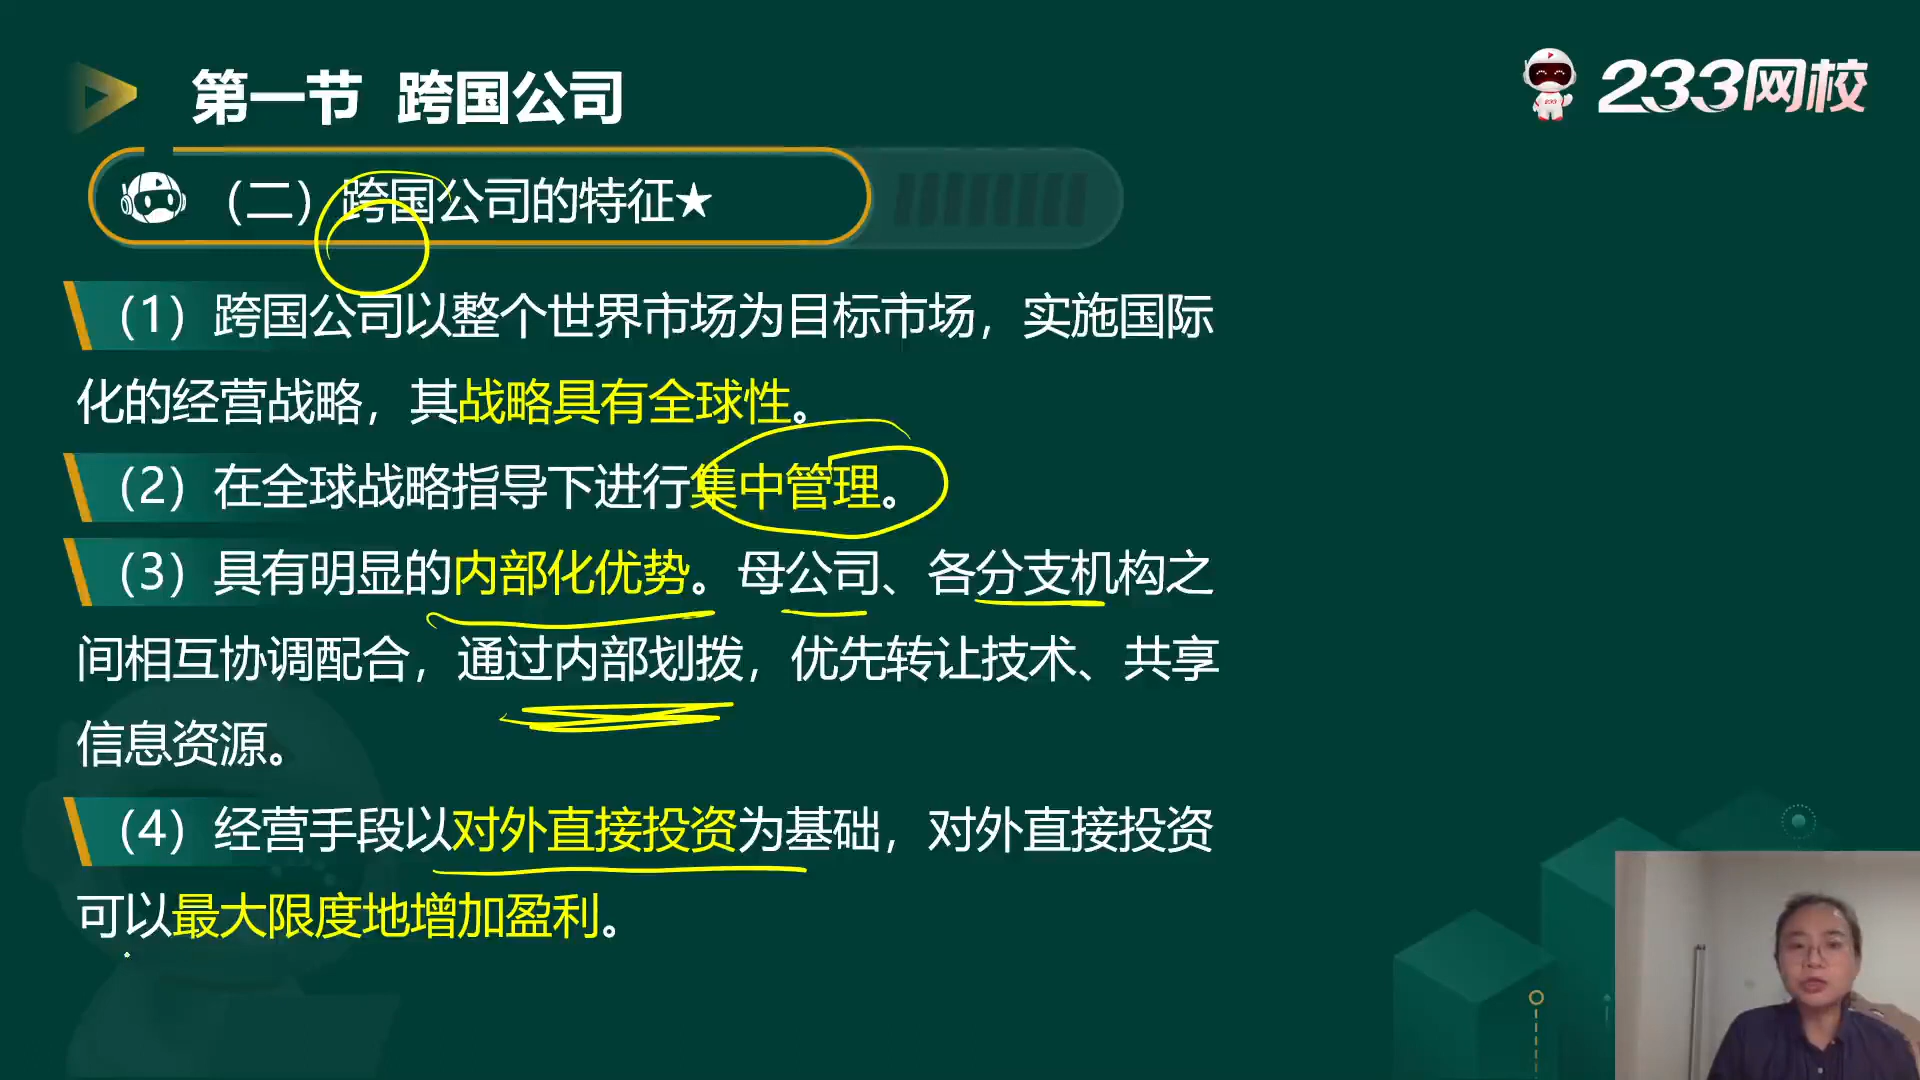 第一节 跨国公司
233网校
（二）跨国公司的特征★
（1）跨国公司以整个世界市场为目标市场，实施国际
化的经营战略，其战略具有全球性。
（2）在全球战略指导下进行集中管理。
（3）具有明显的内部化优势。母公司、各分支机构之
间相互协调配合，通过内部划拨，优先转让技术、共享
信息资源。
（4）经营手段以对外直接投资为基础，对外直接投资
可以最大限度地增加盈利。